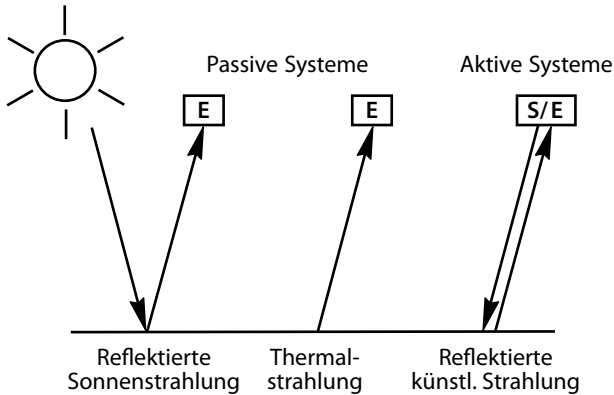 Passive Systeme
Aktive Systeme
E
E
S/E
Reflektierte
Sonnenstrahlung
Thermal-
strahlung
Reflektierte
künstl. Strahlung